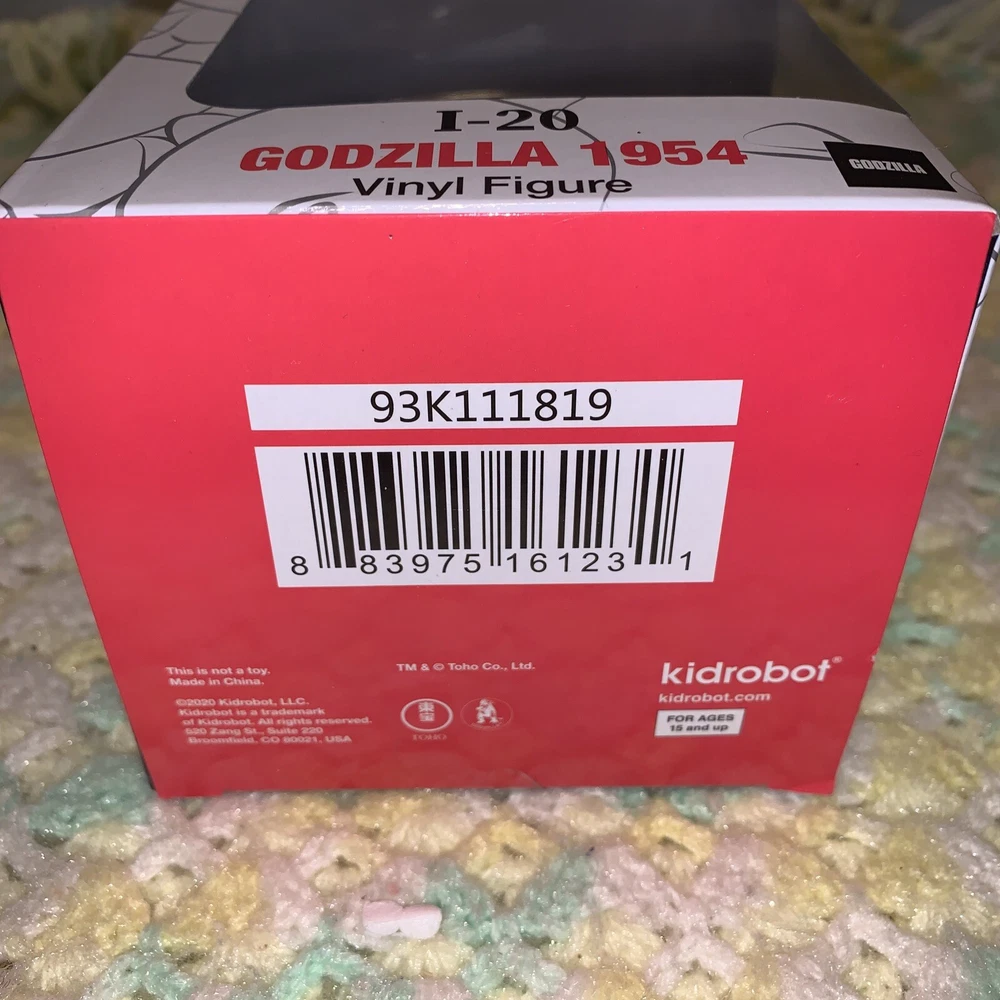 I-20
GODZILLA 1954
Vinyl Figure
GODZILLA
93K111819
8 83975 16123 1
This is not a toy.
Made in China.
©2020 Kidrobot, LLC.
Kidrobot is a trademark
of Kidrobot. All rights reserved.
520 Zang St., Suite 220
Broomfield, CO 80021, USA
TM & © Toho Co., Ltd.
東宝
TOHO
kidrobot®
kidrobot.com
FOR AGES
15 and up